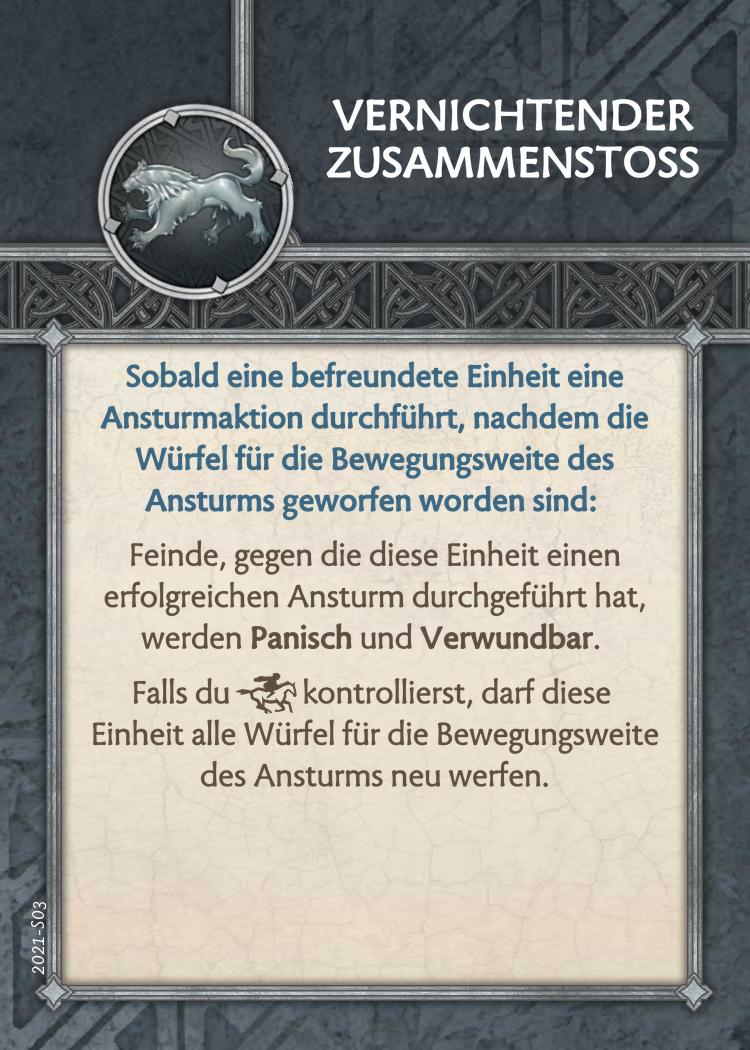 VERNICHTENDER
ZUSAMMENSTOSS
Sobald eine befreundete Einheit eine
Ansturmaktion durchführt, nachdem die
Würfel für die Bewegungsweite des
Ansturms geworfen worden sind:
Feinde, gegen die diese Einheit einen
erfolgreichen Ansturm durchgeführt hat,
werden Panisch und Verwundbar.
Falls du kontrollierst, darf diese
Einheit alle Würfel für die Bewegungsweite
des Ansturms neu werfen.
2021-S03